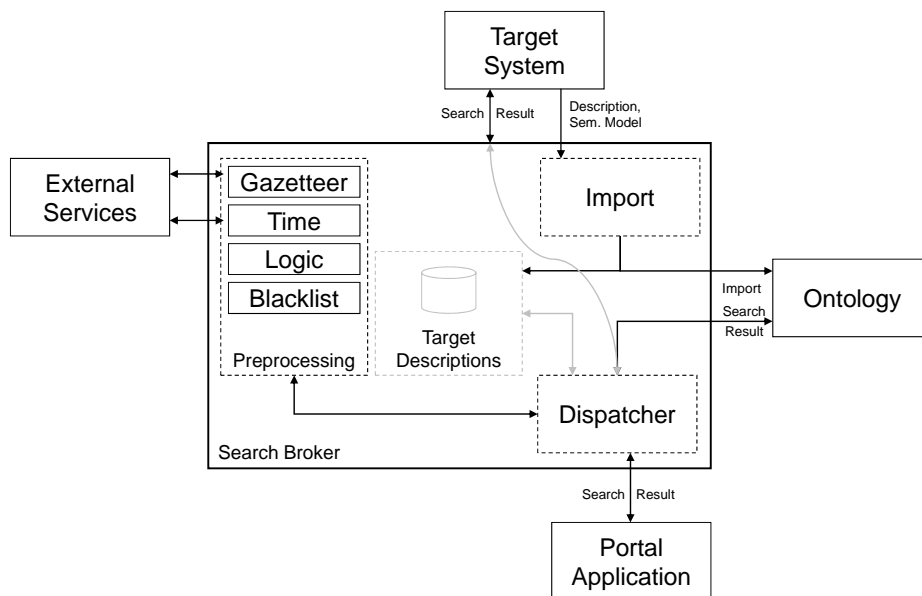 Target
System
Search
Result
Description,
Sem. Model
External
Services
Gazetteer
Time
Logic
Blacklist
Preprocessing
Import
Target
Descriptions
Import
Search
Result
Ontology
Dispatcher
Search Broker
Search
Result
Portal
Application